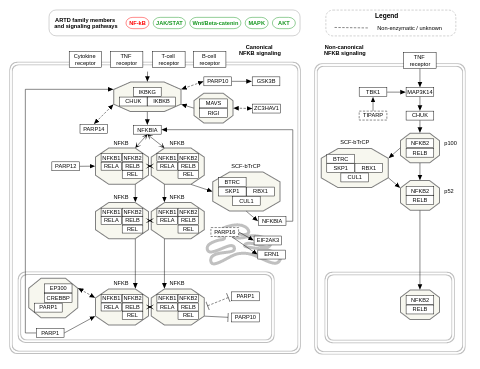 ARTD family members
and signaling pathways
NF-kB
JAK/STAT
Wnt/Beta-catenin
MAPK
AKT
Legend
Non-enzymatic / unknown
Cytokine
receptor
TNF
receptor
T-cell
receptor
B-cell
receptor
Canonical
NFKB signaling
Non-canonical
NFKB signaling
TNF
receptor
IKBKG
CHUK
IKBKB
PARP10
GSK3B
MAVS
RIGI
ZC3HAV1
PARP14
NFKBIA
TBK1
MAP3K14
TIPARP
CHUK
NFKB
NFKB
NFKB1
NFKB2
RELA
RELB
REL
NFKB1
NFKB2
RELA
RELB
REL
PARP12
SCF-bTrCP
BTRC
SKP1
RBX1
CUL1
NFKBIA
SCF-bTrCP
BTRC
SKP1
RBX1
CUL1
NFKB2
RELB
p100
NFKB2
RELB
p52
NFKB
NFKB
NFKB1
NFKB2
RELA
RELB
REL
NFKB1
NFKB2
RELA
RELB
REL
PARP16
EIF2AK3
ERN1
EP300
CREBBP
PARP1
NFKB
NFKB
NFKB1
NFKB2
RELA
RELB
REL
NFKB1
NFKB2
RELA
RELB
REL
PARP1
PARP10
PARP1
NFKB2
RELB